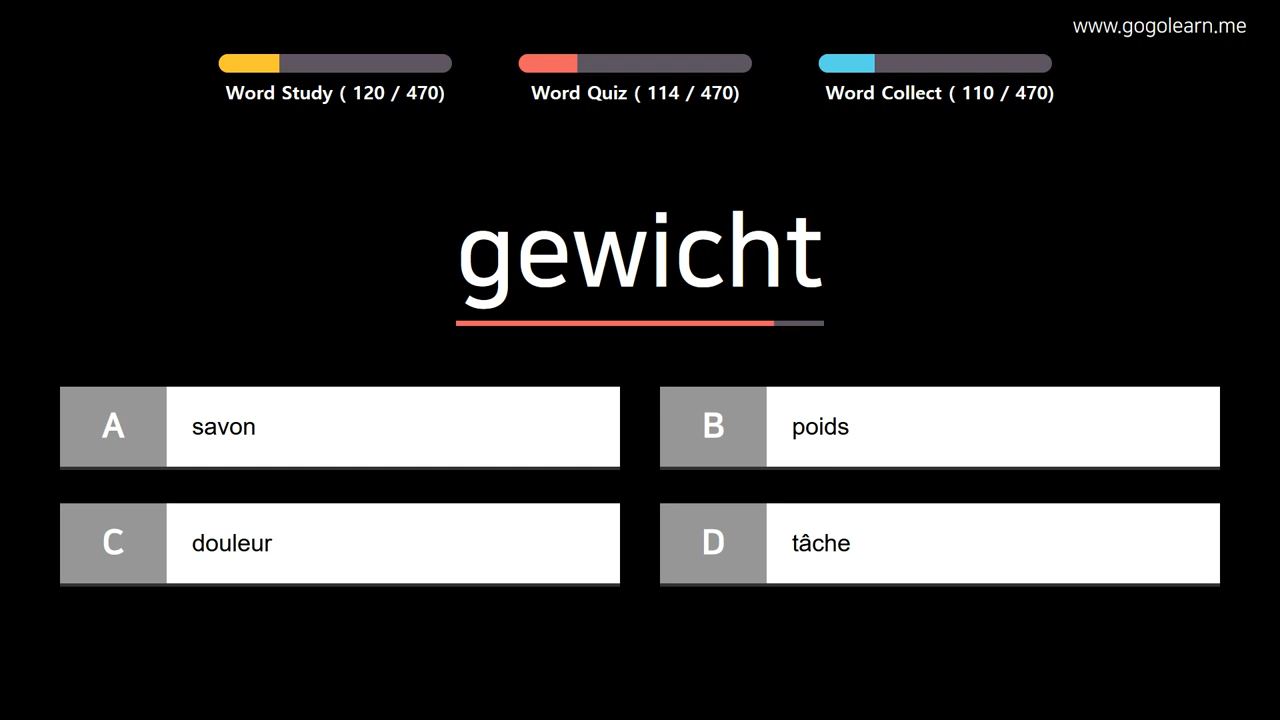 www.gogolearn.me
Word Study ( 120 / 470)
Word Quiz ( 114 / 470)
Word Collect ( 110 / 470)
gewicht
A savon
B poids
C douleur
D tâche